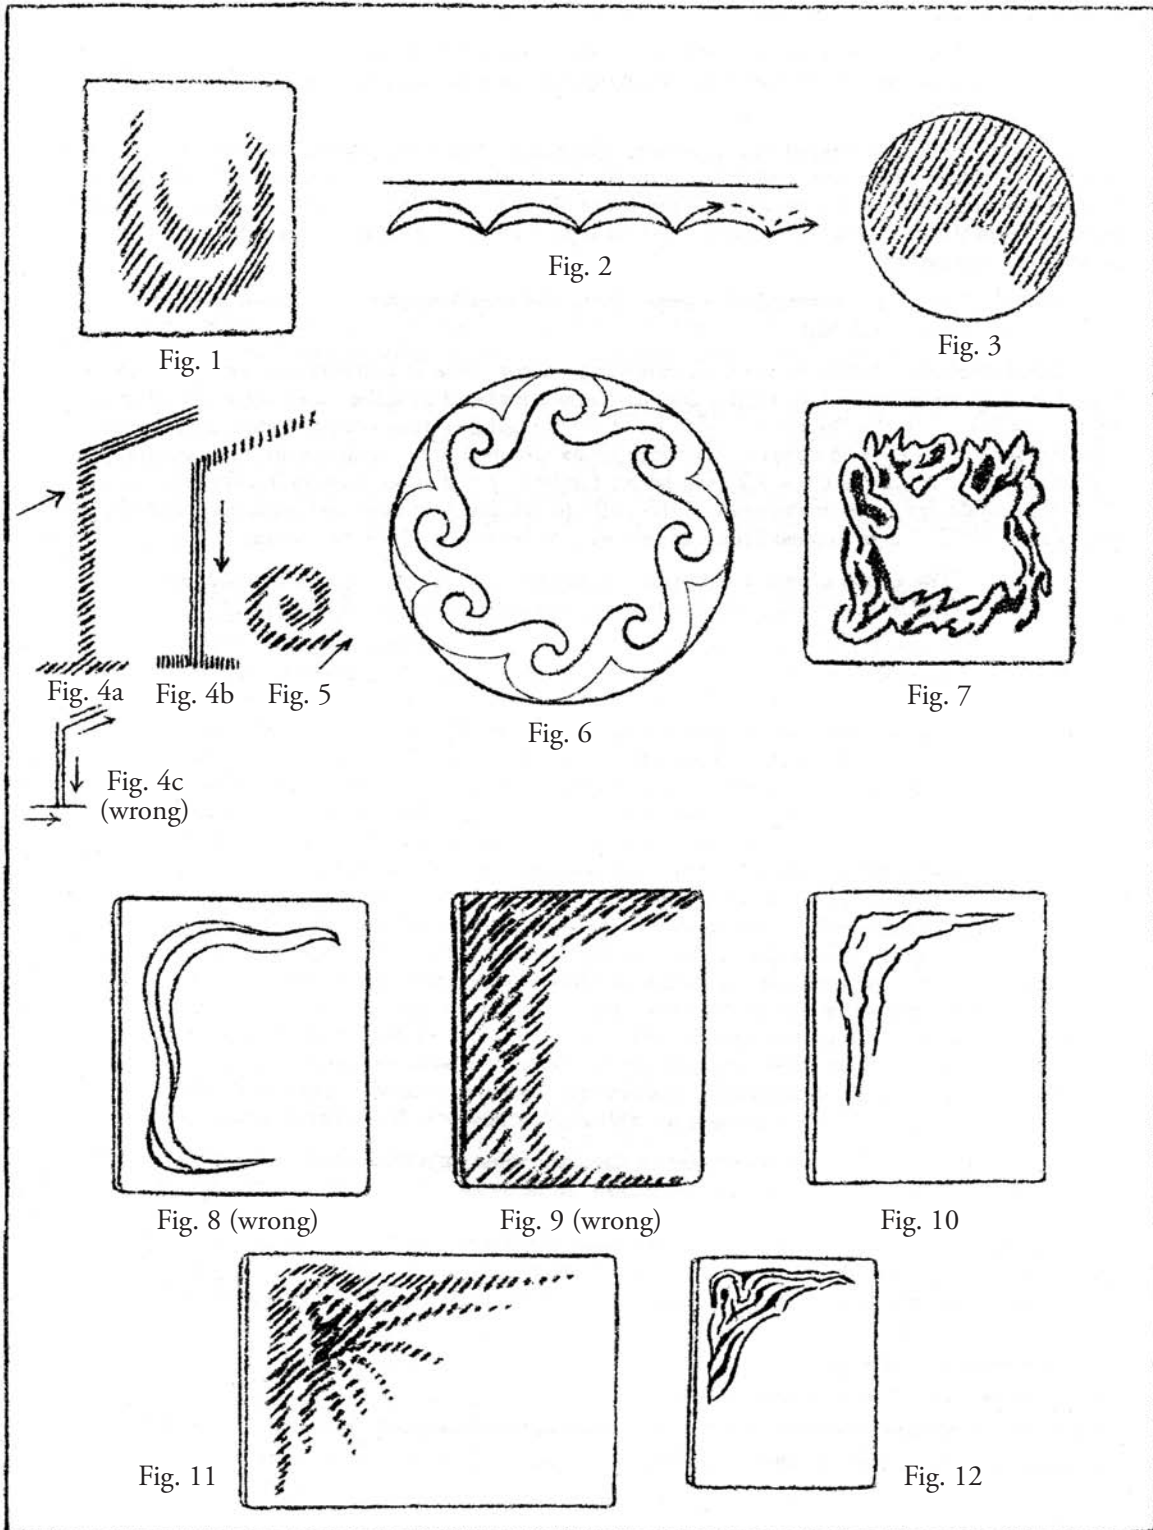 Fig. 1
Fig. 2
Fig. 3
Fig. 4a
Fig. 4b
Fig. 5
Fig. 4c
(wrong)
Fig. 6
Fig. 7
Fig. 8 (wrong)
Fig. 9 (wrong)
Fig. 10
Fig. 11
Fig. 12